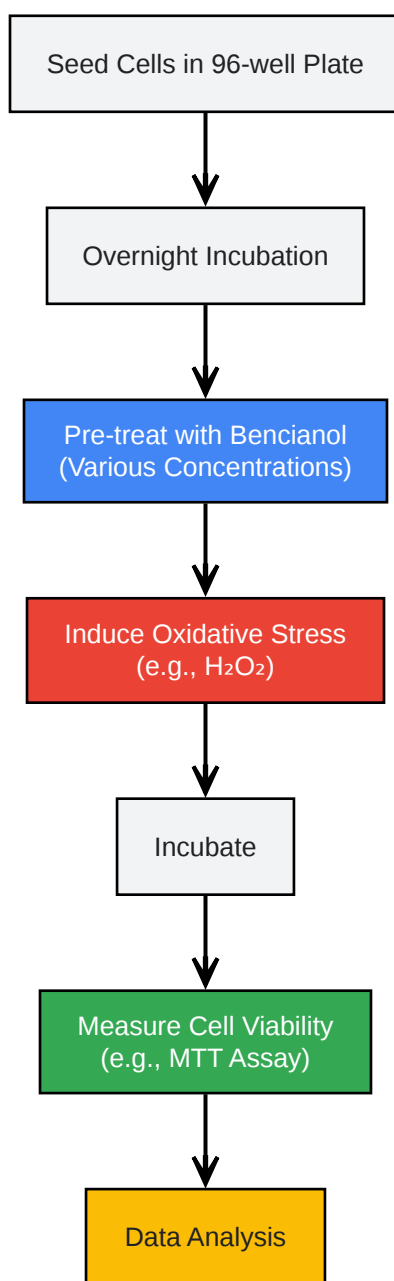 Seed Cells in 96-well Plate
Overnight Incubation
Pre-treat with Bencianol
(Various Concentrations)
Induce Oxidative Stress
(e.g., H₂O₂)
Incubate
Measure Cell Viability
(e.g., MTT Assay)
Data Analysis